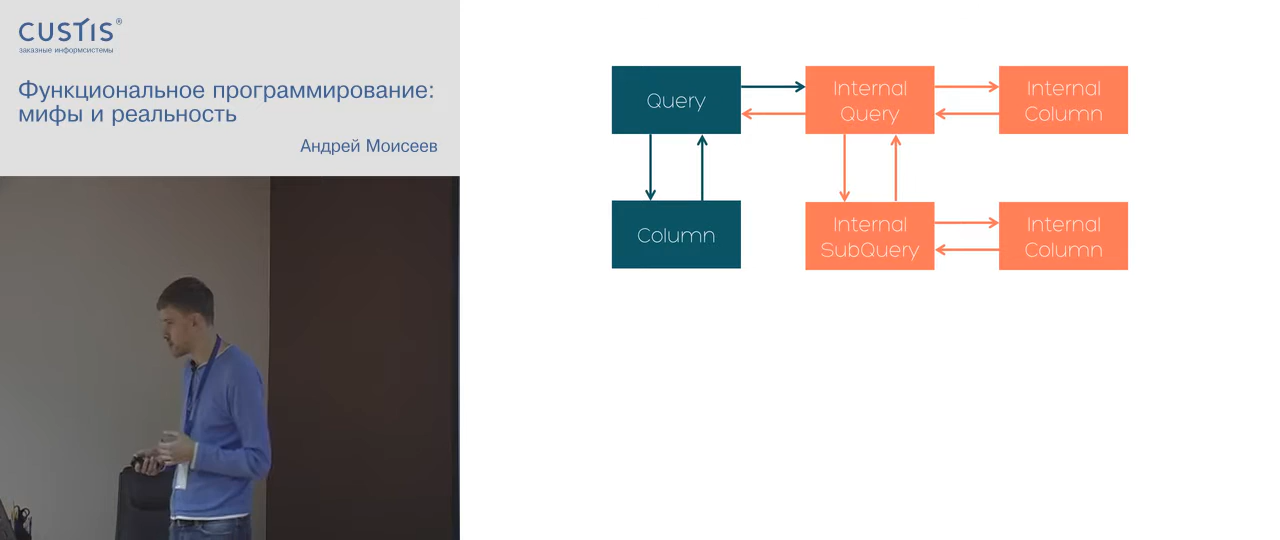 CUSTIS®
заказные информсистемы
Функциональное программирование:
мифы и реальность
Андрей Моисеев
Query
Internal
Query
Internal
Column
Column
Internal
SubQuery
Internal
Column